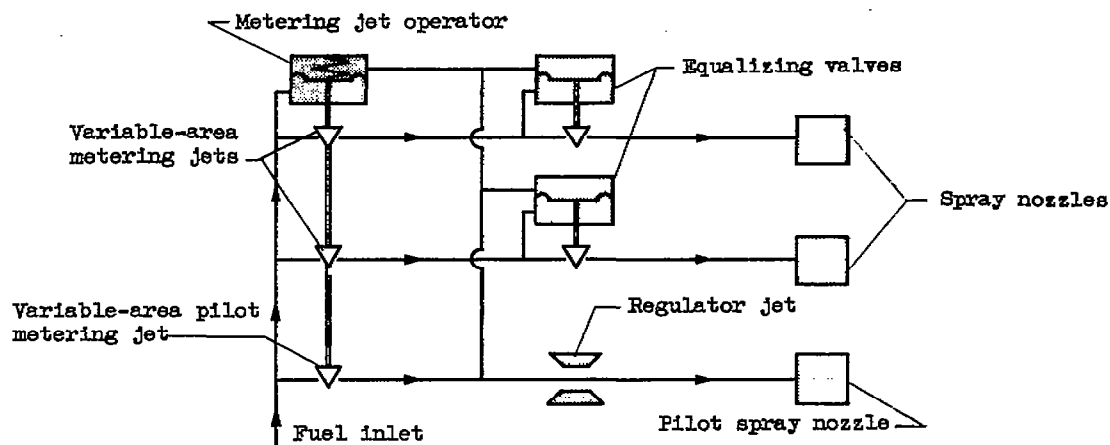 Metering jet operator
Equalizing valves
Variable-area
metering jets
Spray nozzles
Variable-area pilot
metering jet
Regulator jet
Fuel inlet
Pilot spray nozzle